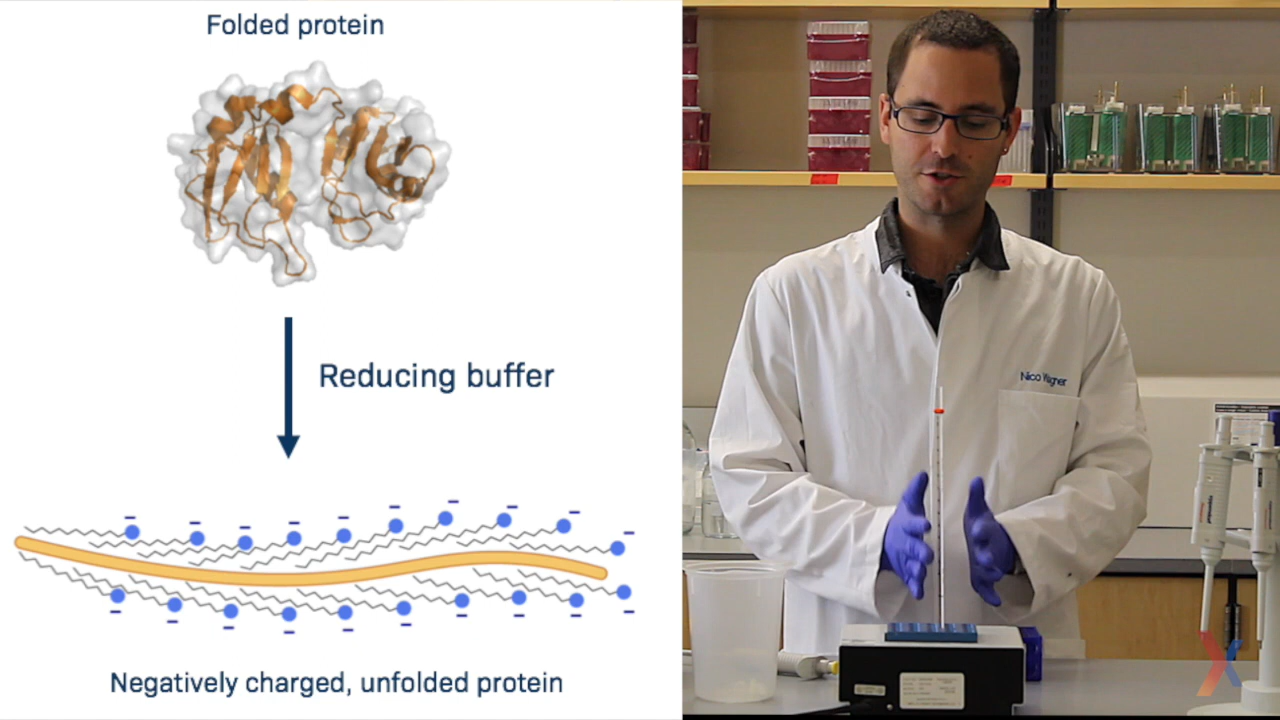 Folded protein
Reducing buffer
Negatively charged, unfolded protein
Nico Wagner